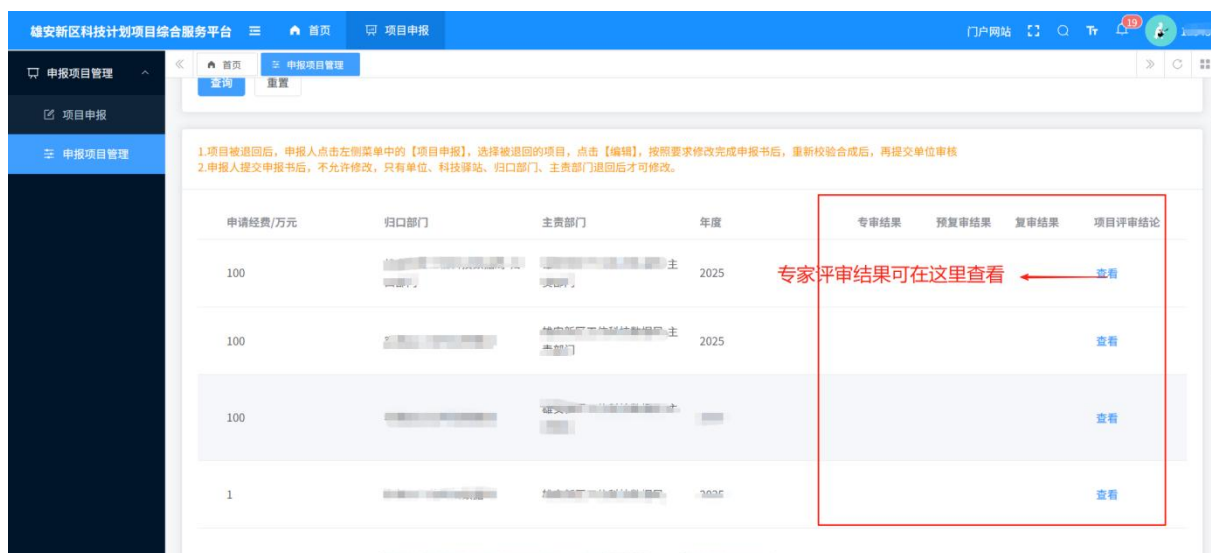 雄安新区科技计划项目综合服务平台 首页 项目申报 门户网站 Tт 19
申报项目管理 首页 申报项目管理
查询 重置
项目申报
申报项目管理
1.项目被退回后，申报人点击左侧菜单中的【项目申报】，选择被退回的项目，点击【编辑】，按照要求修改完成申报书后，重新校验合成后，再提交单位审核
2.申报人提交申报书后，不允许修改，只有单位、科技驿站、归口部门、主责部门退回后才可修改。
申请经费/万元 归口部门 主责部门 年度 专审结果 预复审结果 复审结果 项目评审结论
100 主 2025 专家评审结果可在这里查看 查看
100 主 2025 查看
责部门
100 查看
1 2025 查看